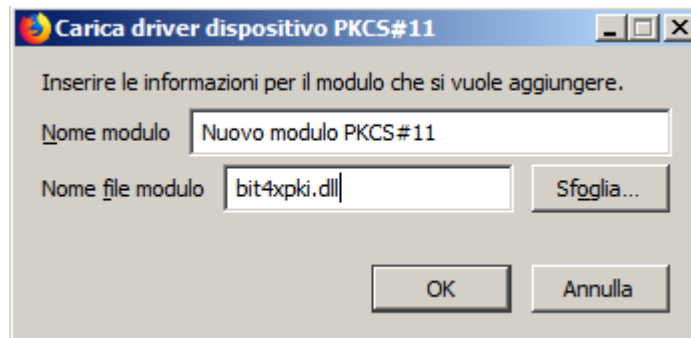 Carica driver dispositivo PKCS#11
Inserire le informazioni per il modulo che si vuole aggiungere.
Nome modulo Nuovo modulo PKCS#11
Nome file modulo bit4xpki.dll Sfoglia...
OK Annulla